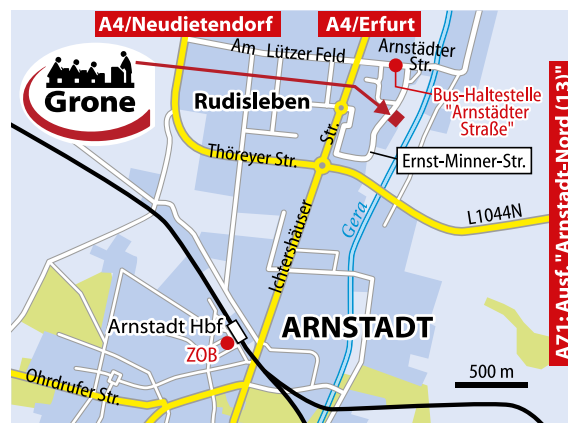 A4/Neudietendorf
A4/Erfurt
Am Lützer Feld
Arnstädter
Str.
Grone
Rudisleben
Bus-Haltestelle
"Arnstädter
Straße"
Str.
Thöreyer Str.
Ernst-Minner-Str.
Ichtershäuser
Gera
L1044N
A71: Ausf. "Arnstadt-Nord (13)"
Arnstadt Hbf
ARNSTADT
ZOB
Ohrdrufer Str.
500 m